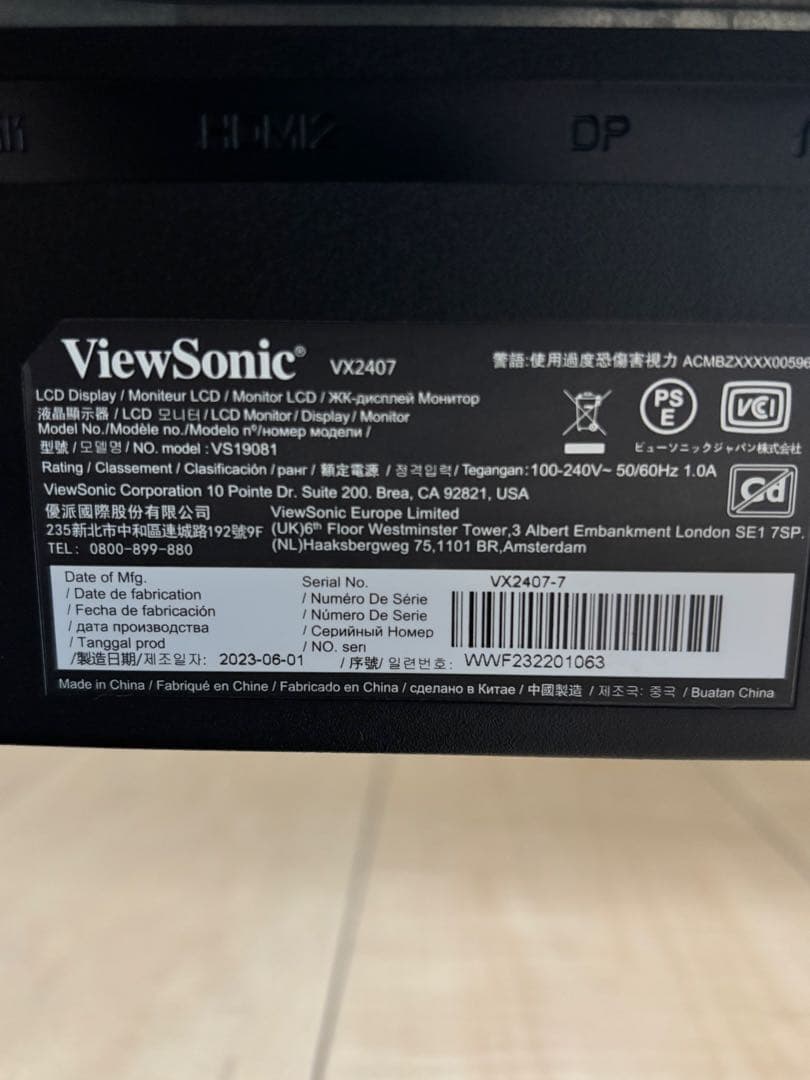 HDMI2
DP
ViewSonic® VX2407
警語:使用過度恐傷害視力 ACMBZXXXX00596
LCD Display / Moniteur LCD / Monitor LCD / ЖК-дисплей Монитор
液晶顯示器 / LCD 모니터 / LCD Monitor / Display / Monitor
Model No./Modèle no./Modelo nº/номер модели /
型號 / 모델명 / NO. model : VS19081
PS
E
VCCI
ビューソニックジャパン株式会社
Rating / Classement / Clasificación / ранг / 額定電源 / 정격입력 / Tegangan:100-240V~ 50/60Hz 1.0A
Cd
ViewSonic Corporation 10 Pointe Dr. Suite 200. Brea, CA 92821, USA
優派國際股份有限公司
235新北市中和區連城路192號9F
TEL: 0800-899-880
ViewSonic Europe Limited
(UK)6th Floor Westminster Tower,3 Albert Embankment London SE1 7SP.
(NL)Haaksbergweg 75,1101 BR,Amsterdam
Date of Mfg.
/ Date de fabrication
/ Fecha de fabricación
/ дата производства
/ Tanggal prod
/製造日期/제조일자: 2023-06-01
Serial No.
/ Numéro De Série
/ Número De Serie
/ Серийный Номер
/ NO. seri
/ 序號/ 일련번호: WWF232201063
VX2407-7
Made in China / Fabriqué en Chine / Fabricado en China / сделано в Китае / 中國製造 / 제조국: 중국 / Buatan China